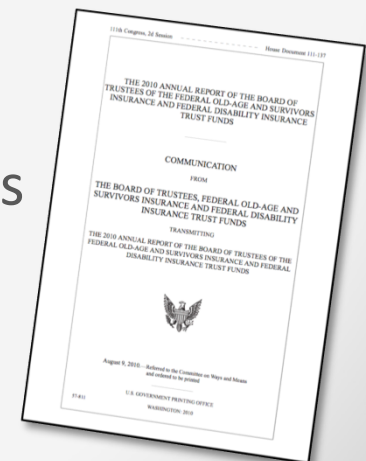 s
111th Congress, 2d Session - - - - - - - - - - - - - - - House Document 111-137
THE 2010 ANNUAL REPORT OF THE BOARD OF
TRUSTEES OF THE FEDERAL OLD-AGE AND SURVIVORS
INSURANCE AND FEDERAL DISABILITY INSURANCE
TRUST FUNDS
COMMUNICATION
FROM
THE BOARD OF TRUSTEES, FEDERAL OLD-AGE AND
SURVIVORS INSURANCE AND FEDERAL DISABILITY
INSURANCE TRUST FUNDS
TRANSMITTING
THE 2010 ANNUAL REPORT OF THE BOARD OF TRUSTEES OF THE
FEDERAL OLD-AGE AND SURVIVORS INSURANCE AND FEDERAL
DISABILITY INSURANCE TRUST FUNDS
August 9, 2010.—Referred to the Committee on Ways and Means
and ordered to be printed
U.S. GOVERNMENT PRINTING OFFICE
WASHINGTON: 2010